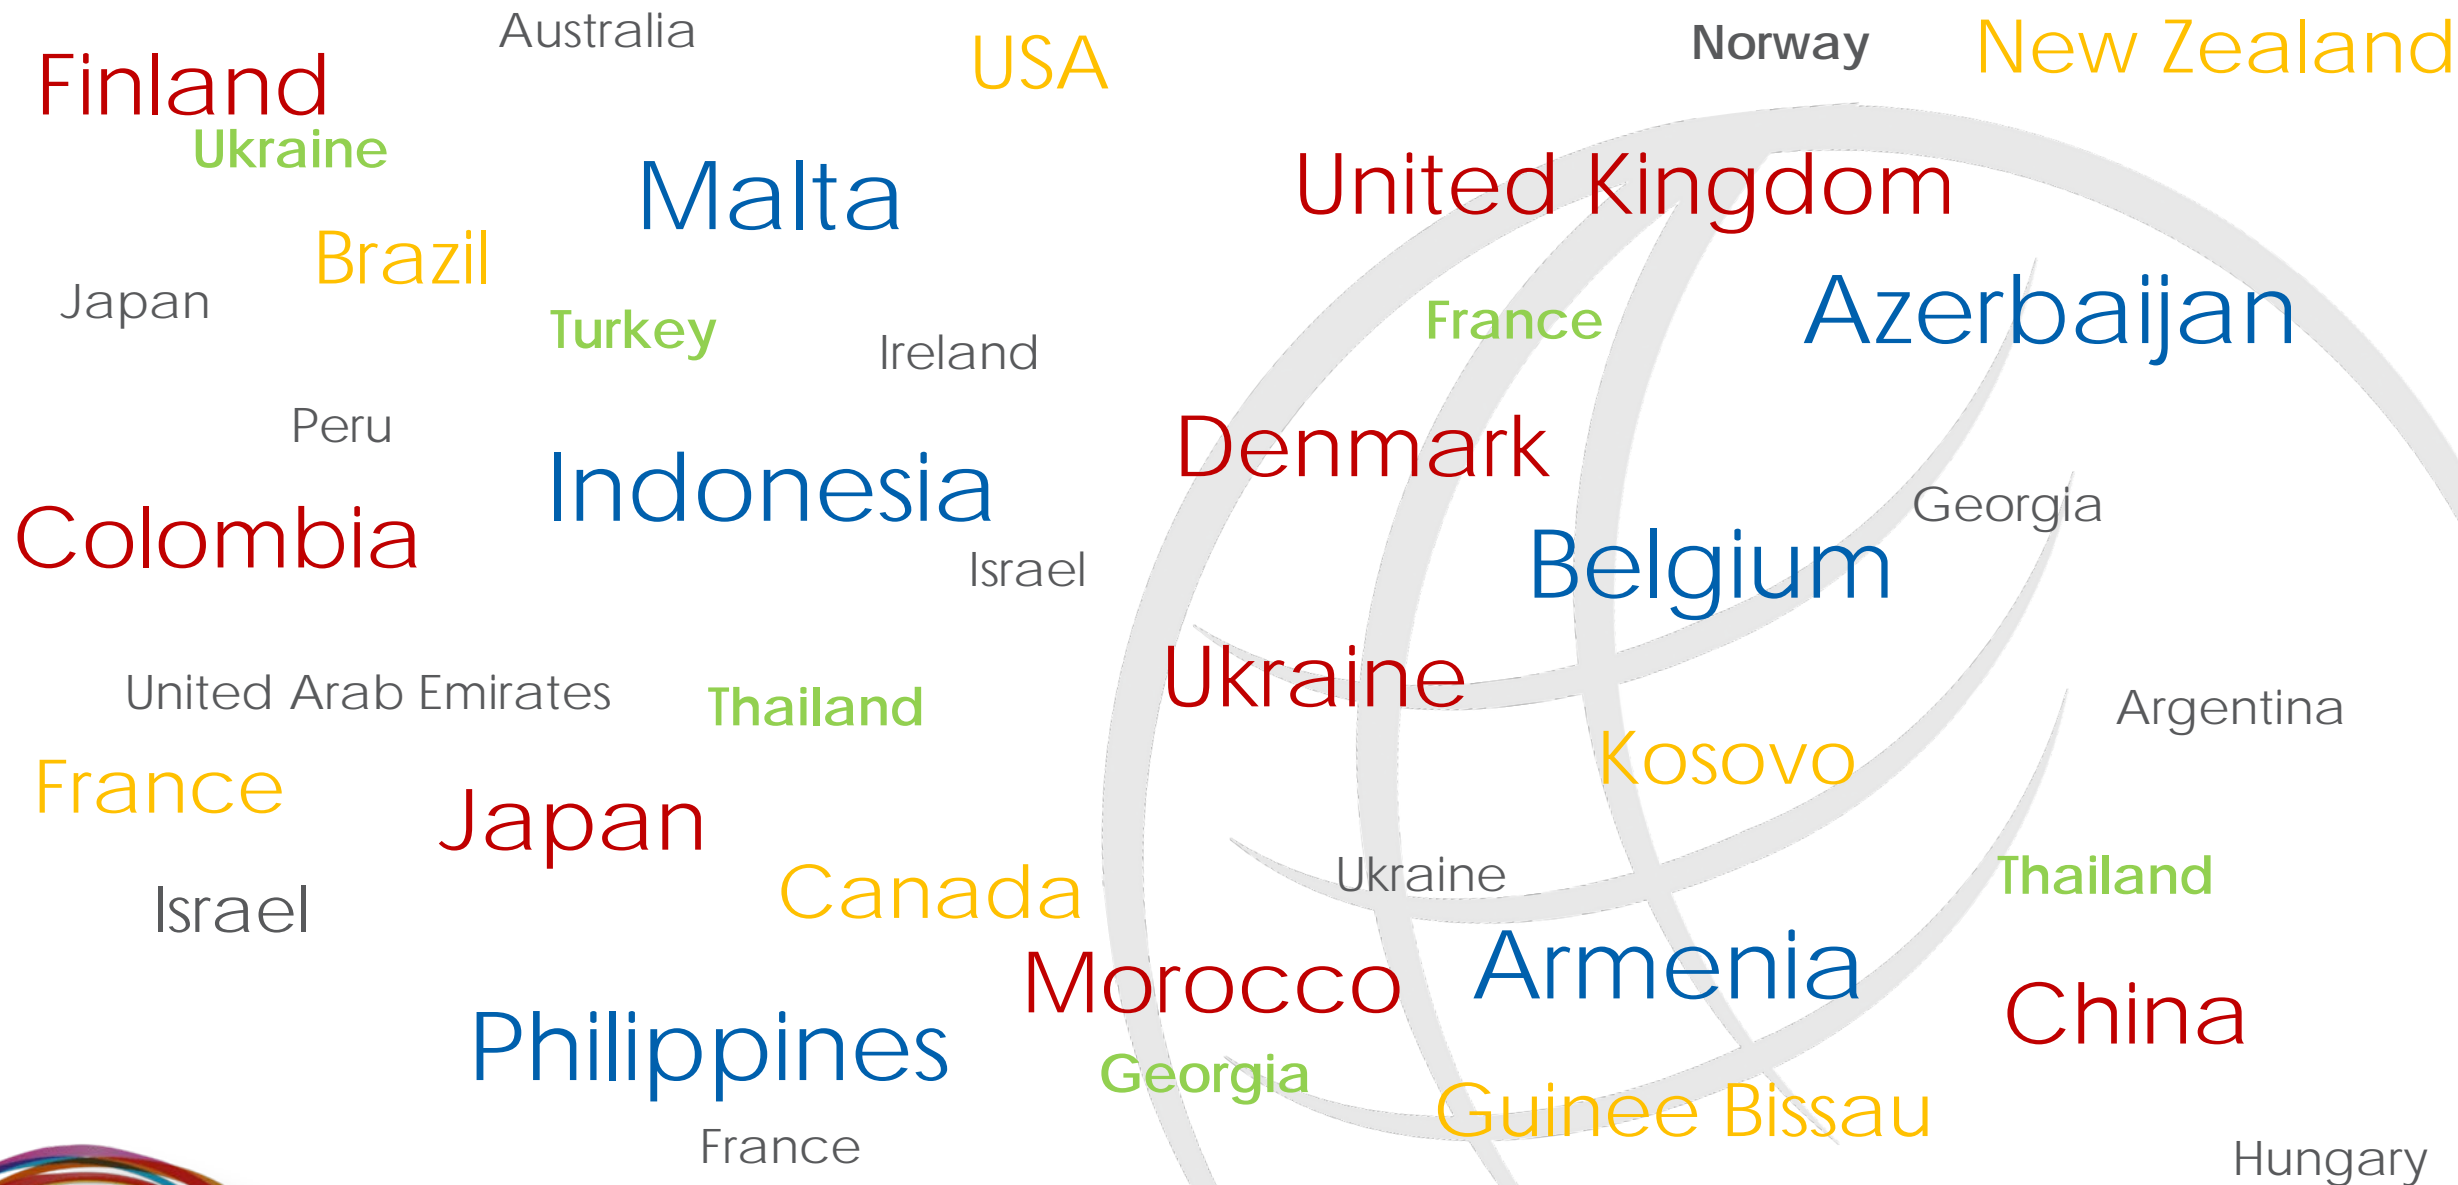 Australia
USA
Norway
New Zealand
Finland
Ukraine
Malta
United Kingdom
Brazil
Japan
Turkey
Ireland
France
Azerbaijan
Peru
Indonesia
Denmark
Georgia
Colombia
Israel
Belgium
United Arab Emirates
Thailand
Ukraine
Argentina
France
Japan
Kosovo
Israel
Canada
Ukraine
Thailand
Morocco
Armenia
China
Philippines
Georgia
Guinee Bissau
France
Hungary